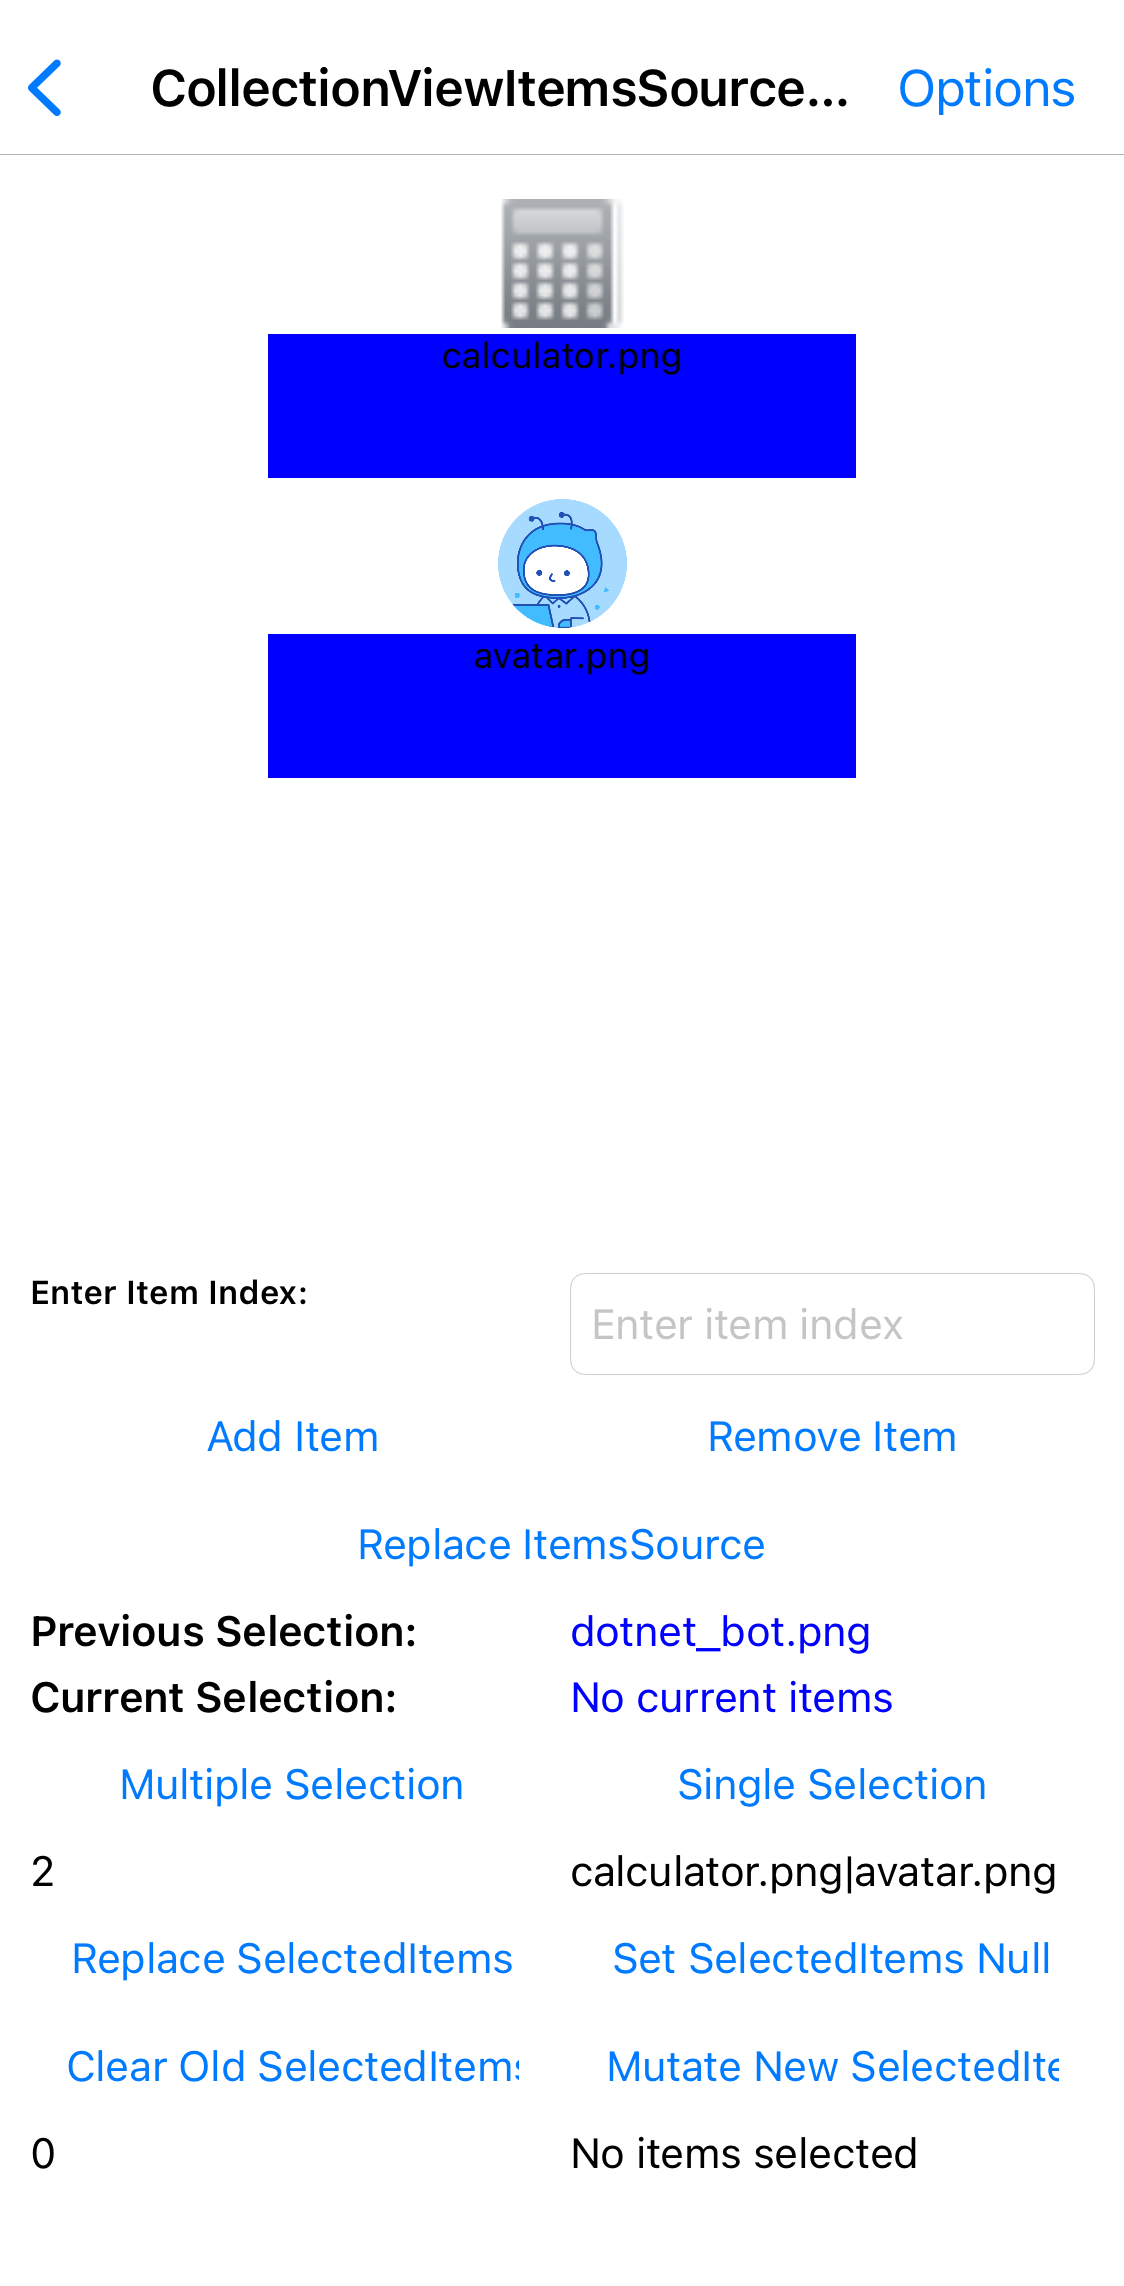 CollectionViewItemsSource...
Options
calculator.png
avatar.png
Enter Item Index:
Enter item index
Add Item
Remove Item
Replace ItemsSource
Previous Selection:
dotnet_bot.png
Current Selection:
No current items
Multiple Selection
Single Selection
2
calculator.png|avatar.png
Replace SelectedItems
Set SelectedItems Null
Clear Old SelectedItems
Mutate New SelectedIte
0
No items selected